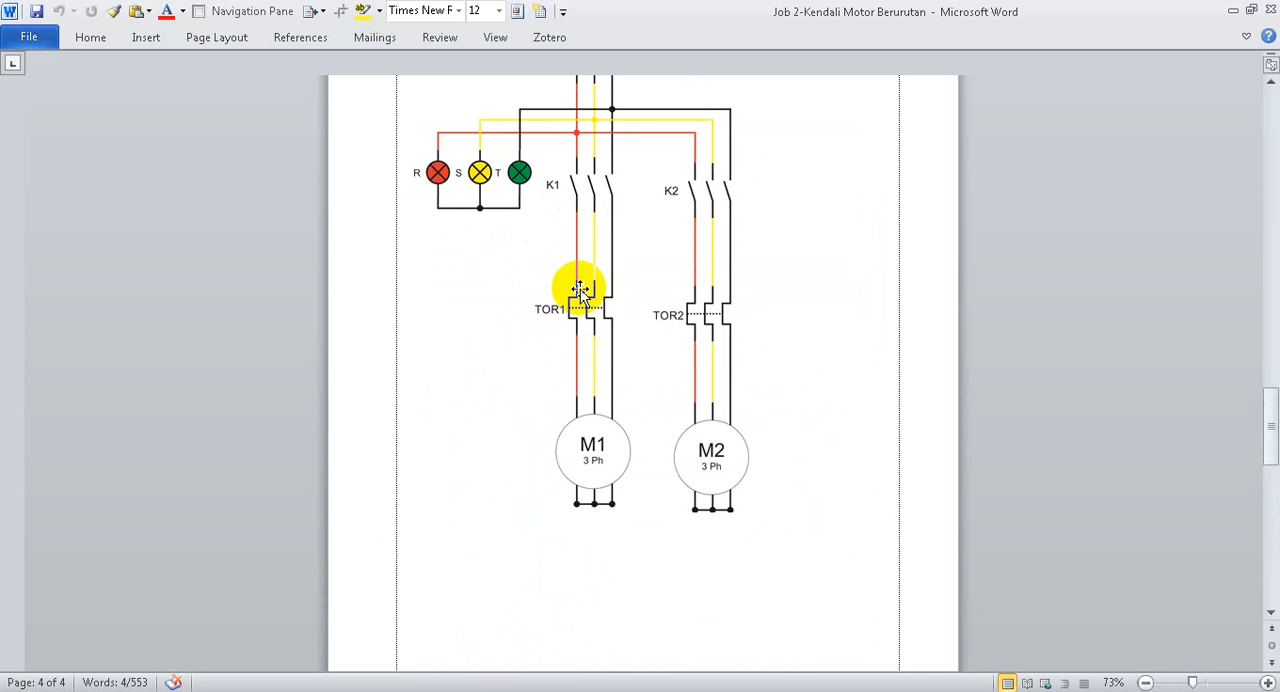 Navigation Pane
Times New F
12
Job 2-Kendali Motor Berurutan - Microsoft Word
File
Home
Insert
Page Layout
References
Mailings
Review
View
Zotero
R
S
T
K1
K2
TOR1
TOR2
M1
3 Ph
M2
3 Ph
Page: 4 of 4
Words: 4/553
73%